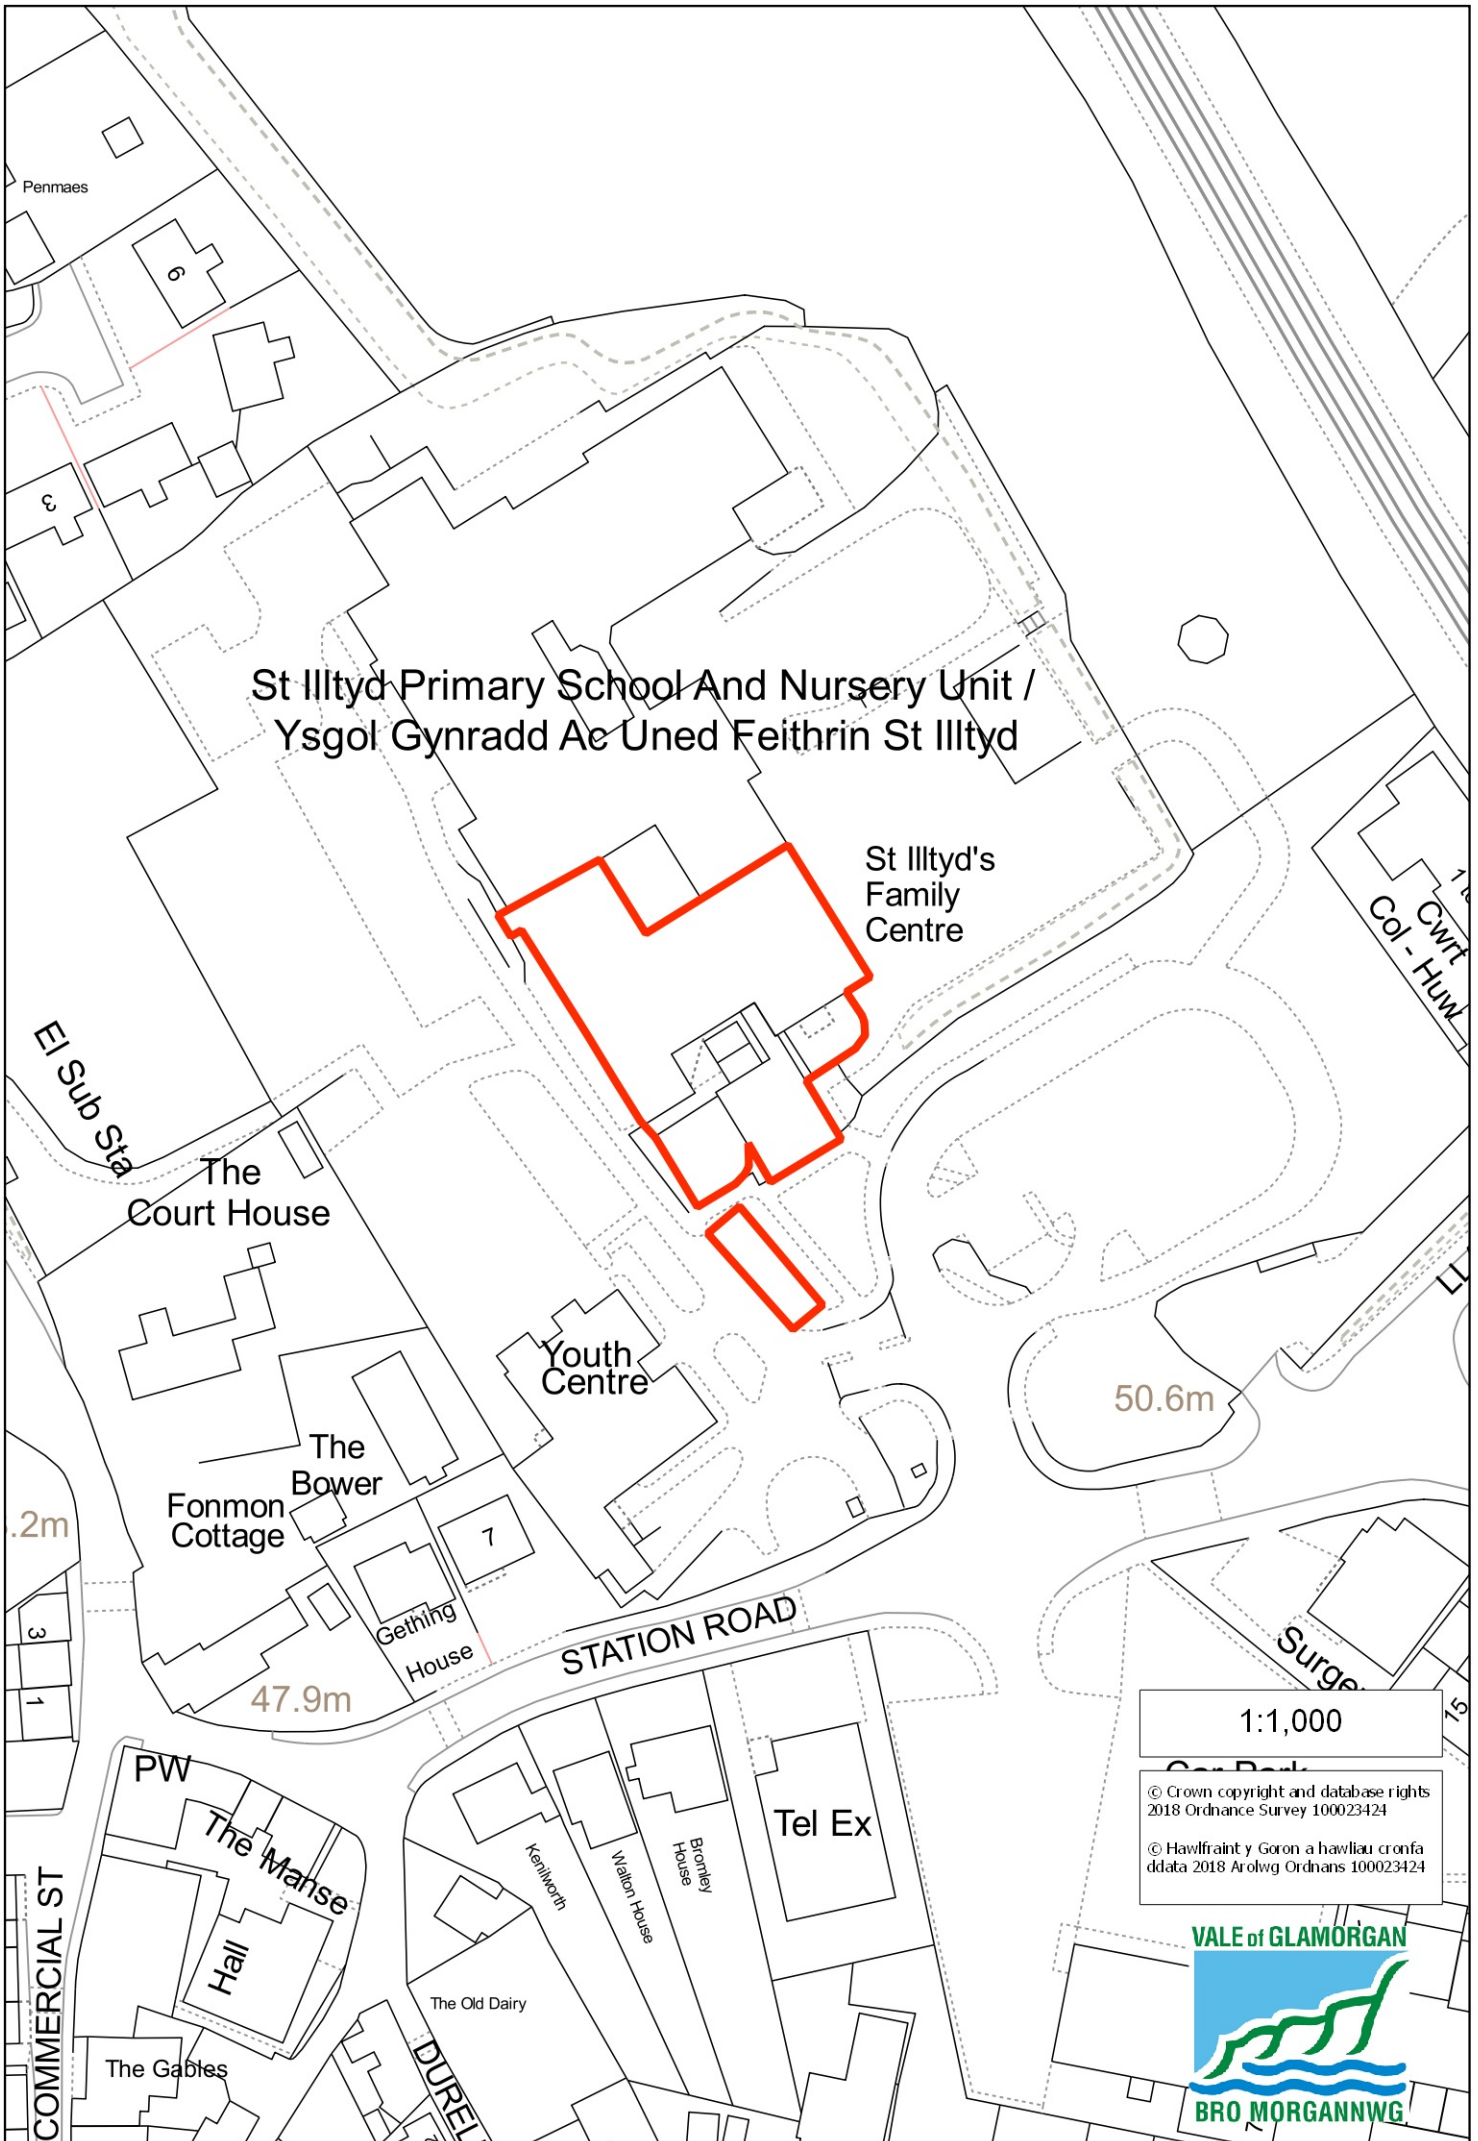 Penmaes
6
3
St Illtyd Primary School And Nursery Unit /
Ysgol Gynradd Ac Uned Feithrin St Illtyd
St Illtyd's
Family
Centre
Cwrt
Col - Huw
El Sub Sta
The
Court House
Youth
Centre
50.6m
The
Bower
Fonmon
Cottage
.2m
7
3
1
Gething
House
STATION ROAD
47.9m
15
1:1,000
PW
The Manse
Hall
COMMERCIAL ST
The Gables
Kenilworth
Walton House
Bromley
House
Tel Ex
The Old Dairy
© Crown copyright and database rights
2018 Ordnance Survey 100023424
© Hawlfraint y Goron a hawliau cronfa
ddata 2018 Arolwg Ordnans 100023424
VALE of GLAMORGAN
BRO MORGANNWG